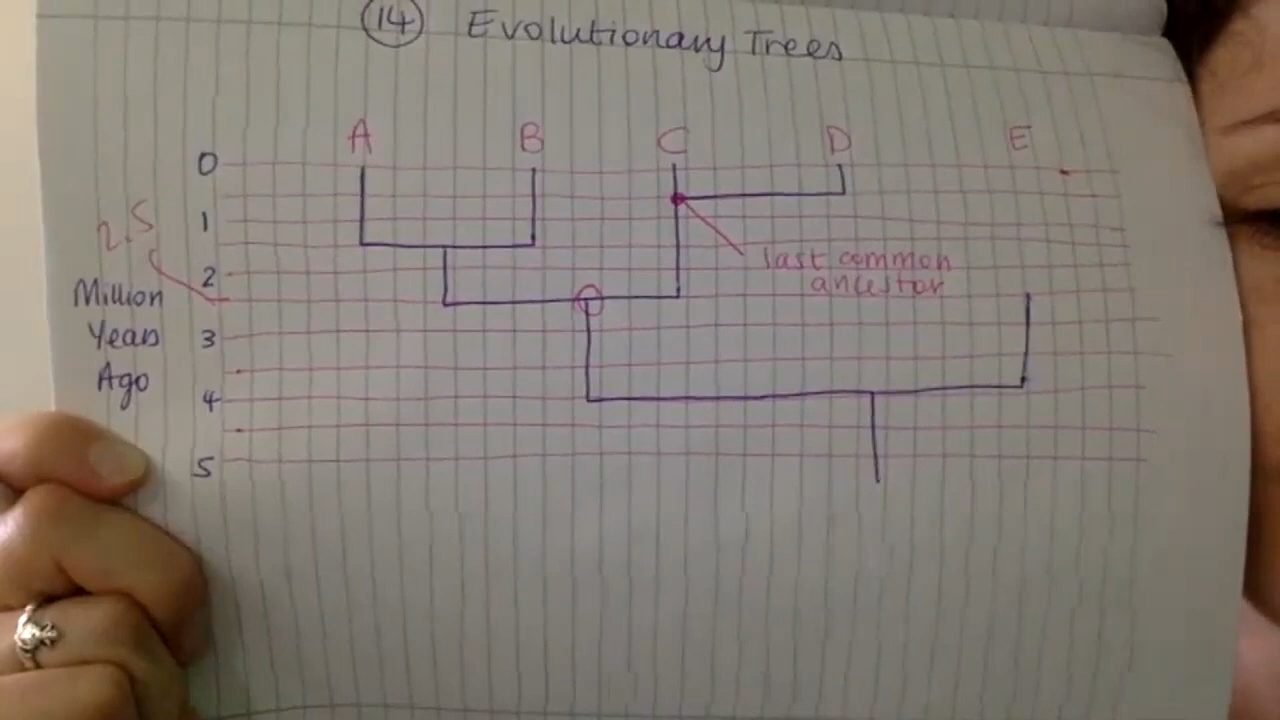 14 Evolutionary Trees
A B C D E
0
1
2.5
2
last common
ancestor
Million
Years
3
Ago
4
5